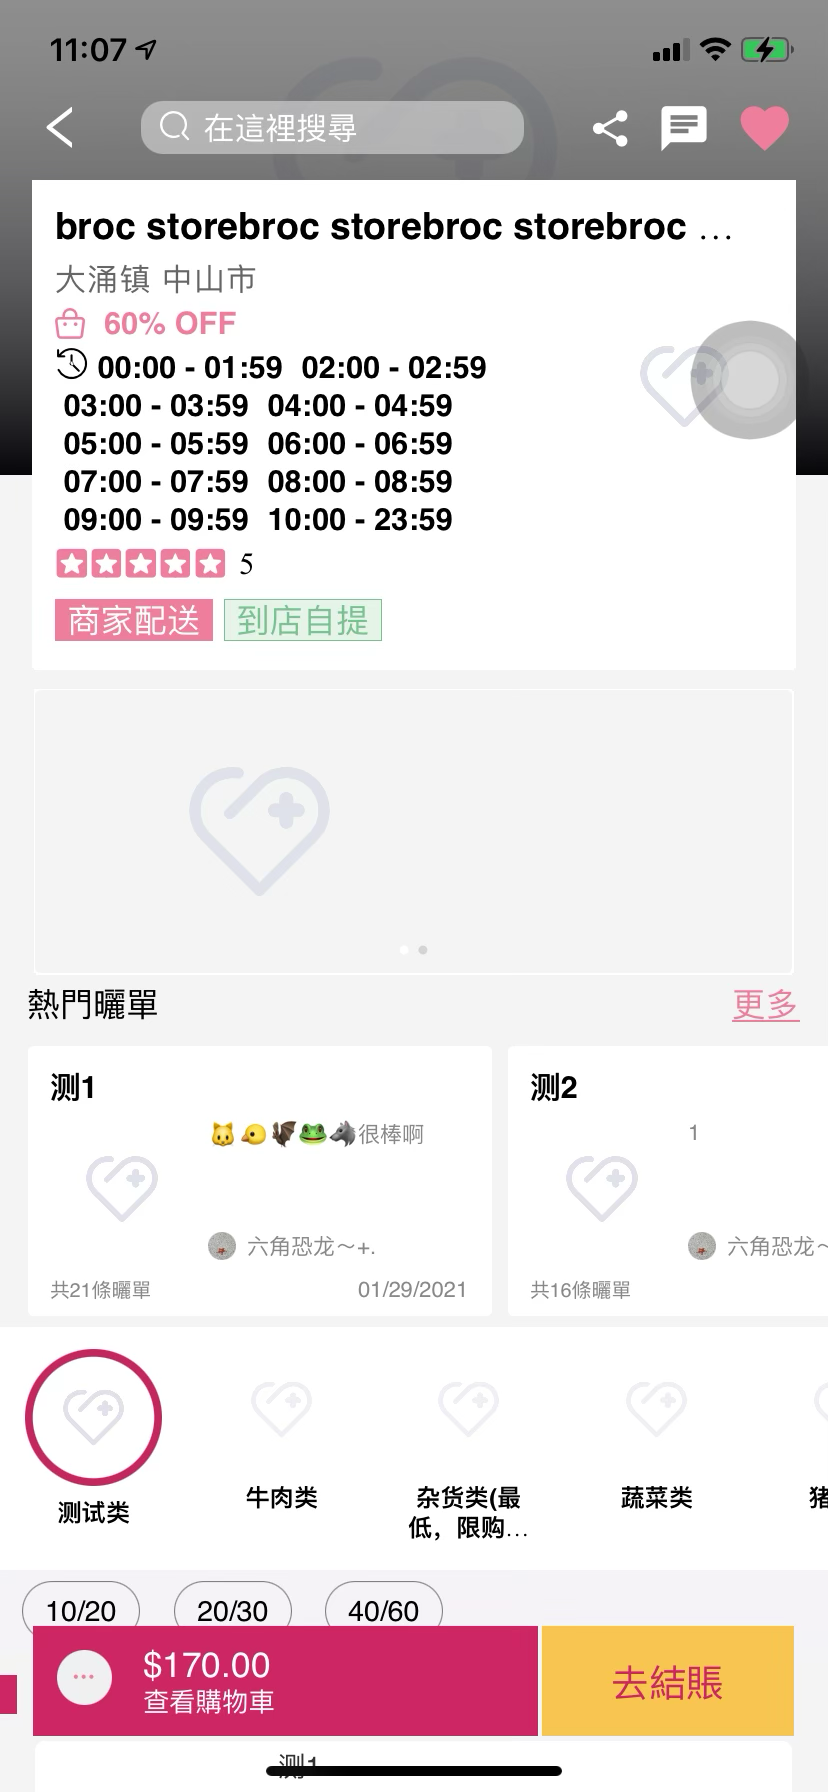 11:07
在這裡搜尋
broc storebroc storebroc storebroc ...
大涌镇 中山市
60% OFF
00:00 - 01:59 02:00 - 02:59
03:00 - 03:59 04:00 - 04:59
05:00 - 05:59 06:00 - 06:59
07:00 - 07:59 08:00 - 08:59
09:00 - 09:59 10:00 - 23:59
5
商家配送 到店自提
熱門曬單 更多
测1
🐱🐤🦇🐸🐺很棒啊
六角恐龙～+.
共21條曬單 01/29/2021
测2
1
六角恐龙～
共16條曬單
测试类
牛肉类
杂货类(最
低，限购...
蔬菜类
猪
10/20 20/30 40/60
$170.00
查看購物車
去結賬
测1